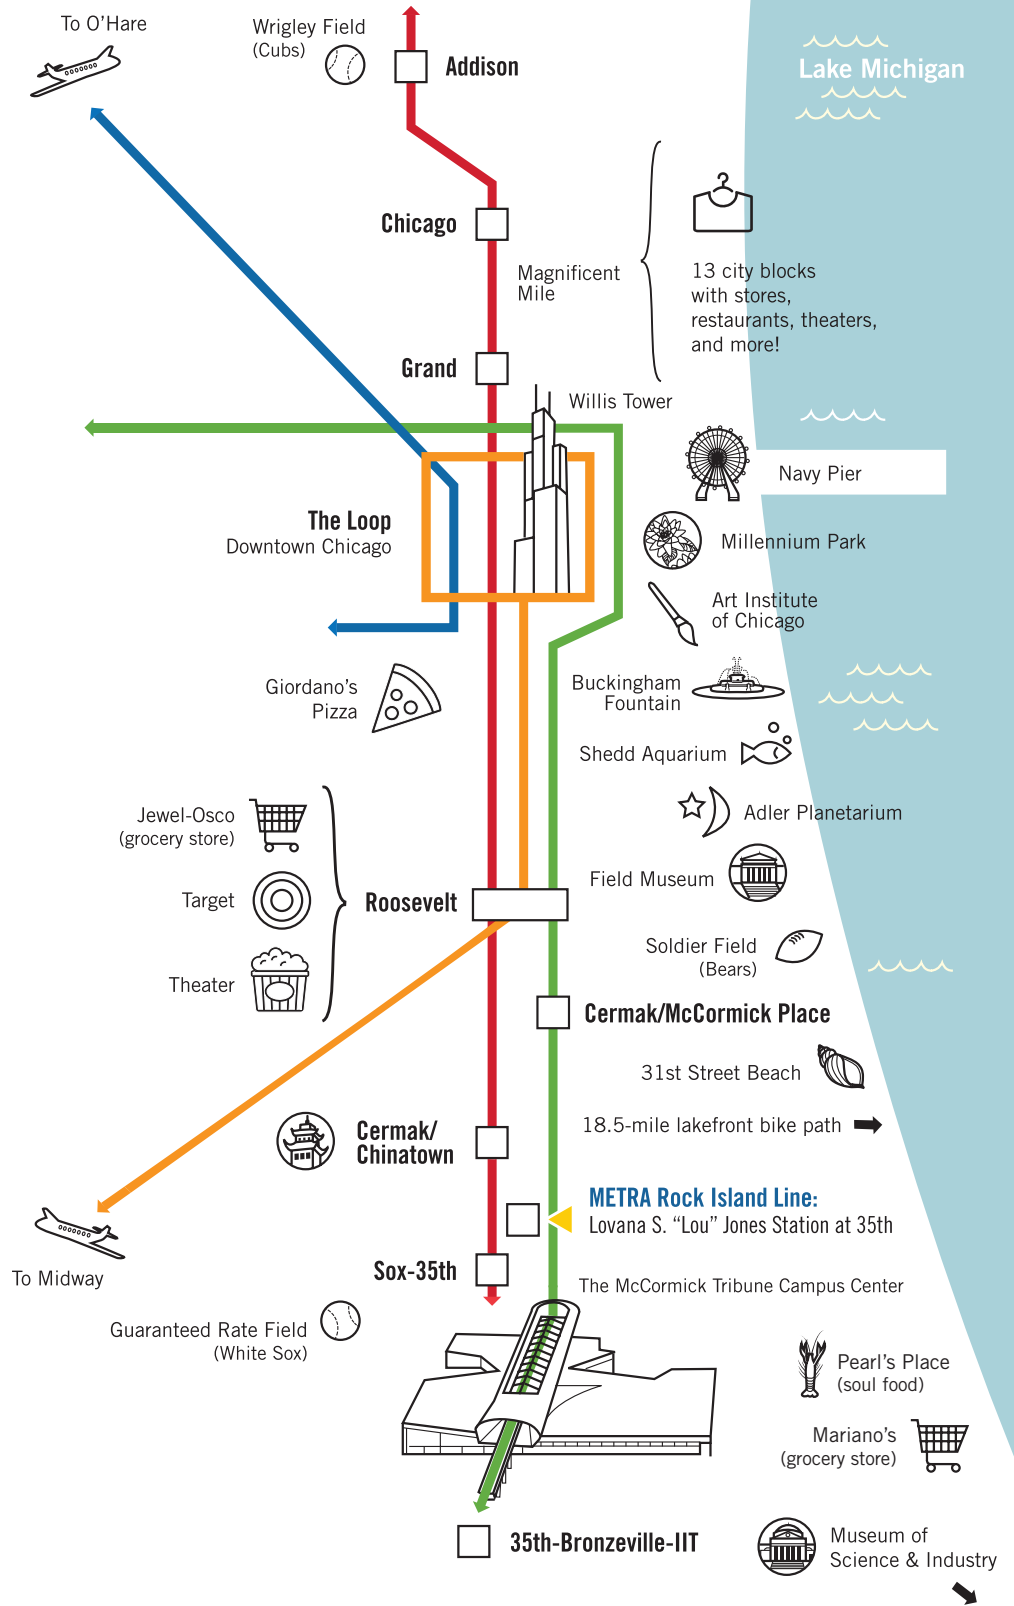 To O’Hare
Wrigley Field
(Cubs)
Addison
Lake Michigan
Chicago
Magnificent
Mile
13 city blocks
with stores,
restaurants, theaters,
and more!
Grand
Willis Tower
Navy Pier
The Loop
Downtown Chicago
Millennium Park
Art Institute
of Chicago
Giordano’s
Pizza
Buckingham
Fountain
Shedd Aquarium
Jewel-Osco
(grocery store)
Adler Planetarium
Target
Roosevelt
Field Museum
Theater
Soldier Field
(Bears)
Cermak/McCormick Place
31st Street Beach
18.5-mile lakefront bike path
Cermak/
Chinatown
METRA Rock Island Line:
Lovana S. “Lou” Jones Station at 35th
To Midway
Sox-35th
The McCormick Tribune Campus Center
Guaranteed Rate Field
(White Sox)
Pearl’s Place
(soul food)
Mariano’s
(grocery store)
35th-Bronzeville-IIT
Museum of
Science & Industry